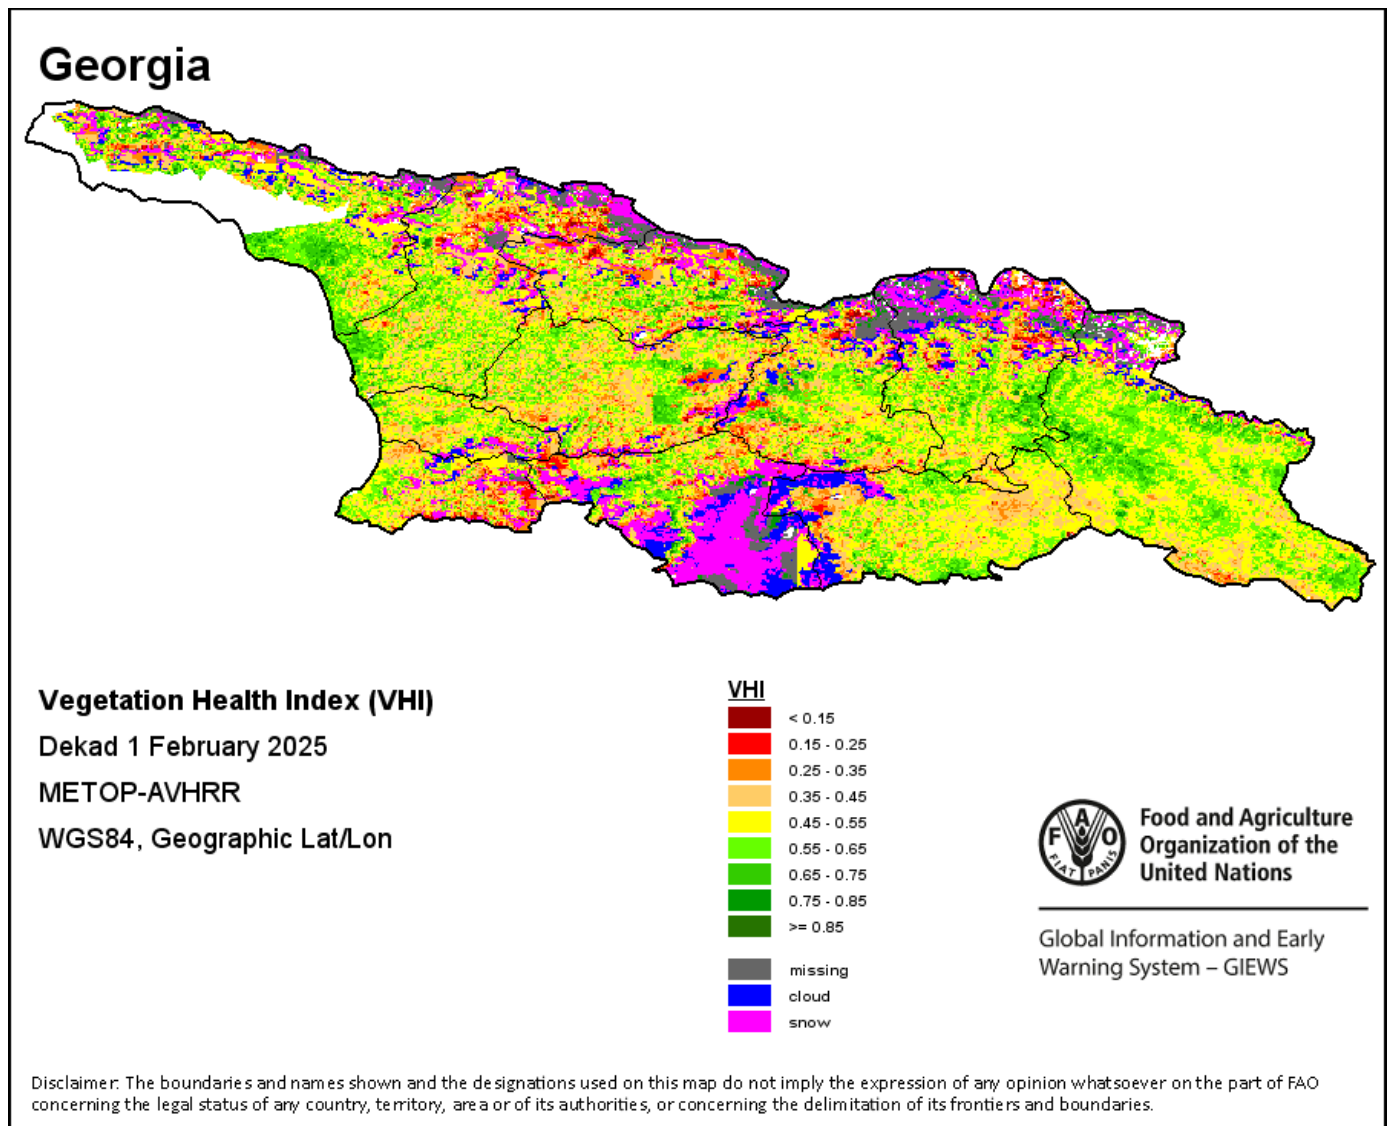 Georgia
Vegetation Health Index (VHI)
Dekad 1 February 2025
METOP-AVHRR
WGS84, Geographic Lat/Lon
VHI
< 0.15
0.15 - 0.25
0.25 - 0.35
0.35 - 0.45
0.45 - 0.55
0.55 - 0.65
0.65 - 0.75
0.75 - 0.85
>= 0.85
missing
cloud
snow
F A O
FIAT PANIS
Food and Agriculture
Organization of the
United Nations
Global Information and Early
Warning System – GIEWS
Disclaimer: The boundaries and names shown and the designations used on this map do not imply the expression of any opinion whatsoever on the part of FAO
concerning the legal status of any country, territory, area or of its authorities, or concerning the delimitation of its frontiers and boundaries.